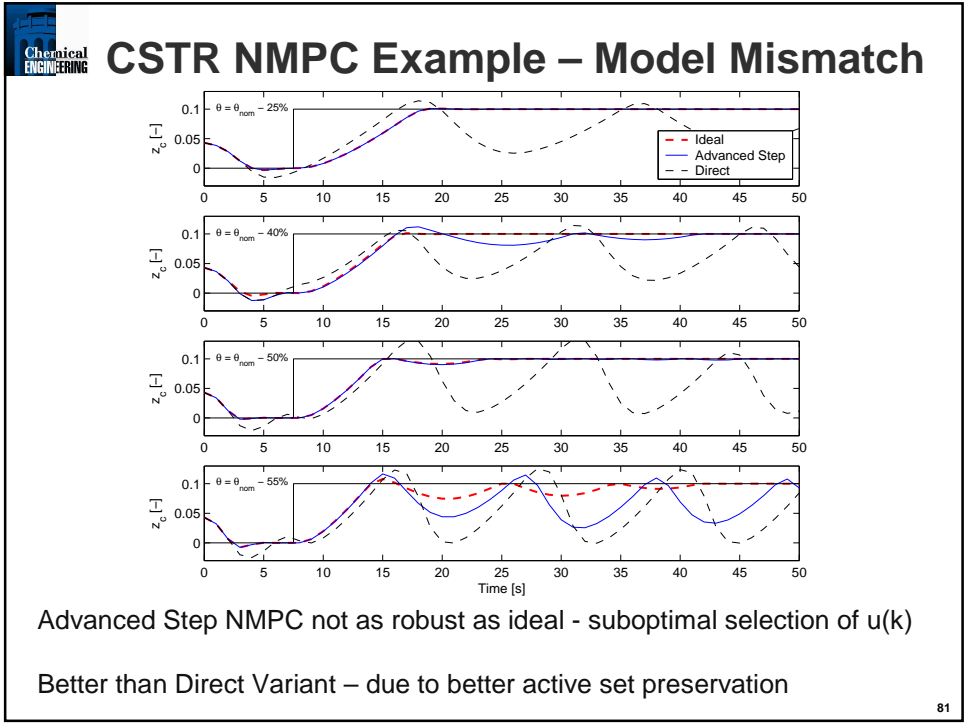 Chemical
ENGINEERING
CSTR NMPC Example – Model Mismatch
θ = θnom − 25%
z_c [−]
0.1
0.05
0
Ideal
Advanced Step
Direct
0 5 10 15 20 25 30 35 40 45 50
θ = θnom − 40%
z_c [−]
0.1
0.05
0
0 5 10 15 20 25 30 35 40 45 50
θ = θnom − 50%
z_c [−]
0.1
0.05
0
0 5 10 15 20 25 30 35 40 45 50
θ = θnom − 55%
z_c [−]
0.1
0.05
0
0 5 10 15 20 25 30 35 40 45 50
Time [s]
Advanced Step NMPC not as robust as ideal - suboptimal selection of u(k)
Better than Direct Variant – due to better active set preservation
81